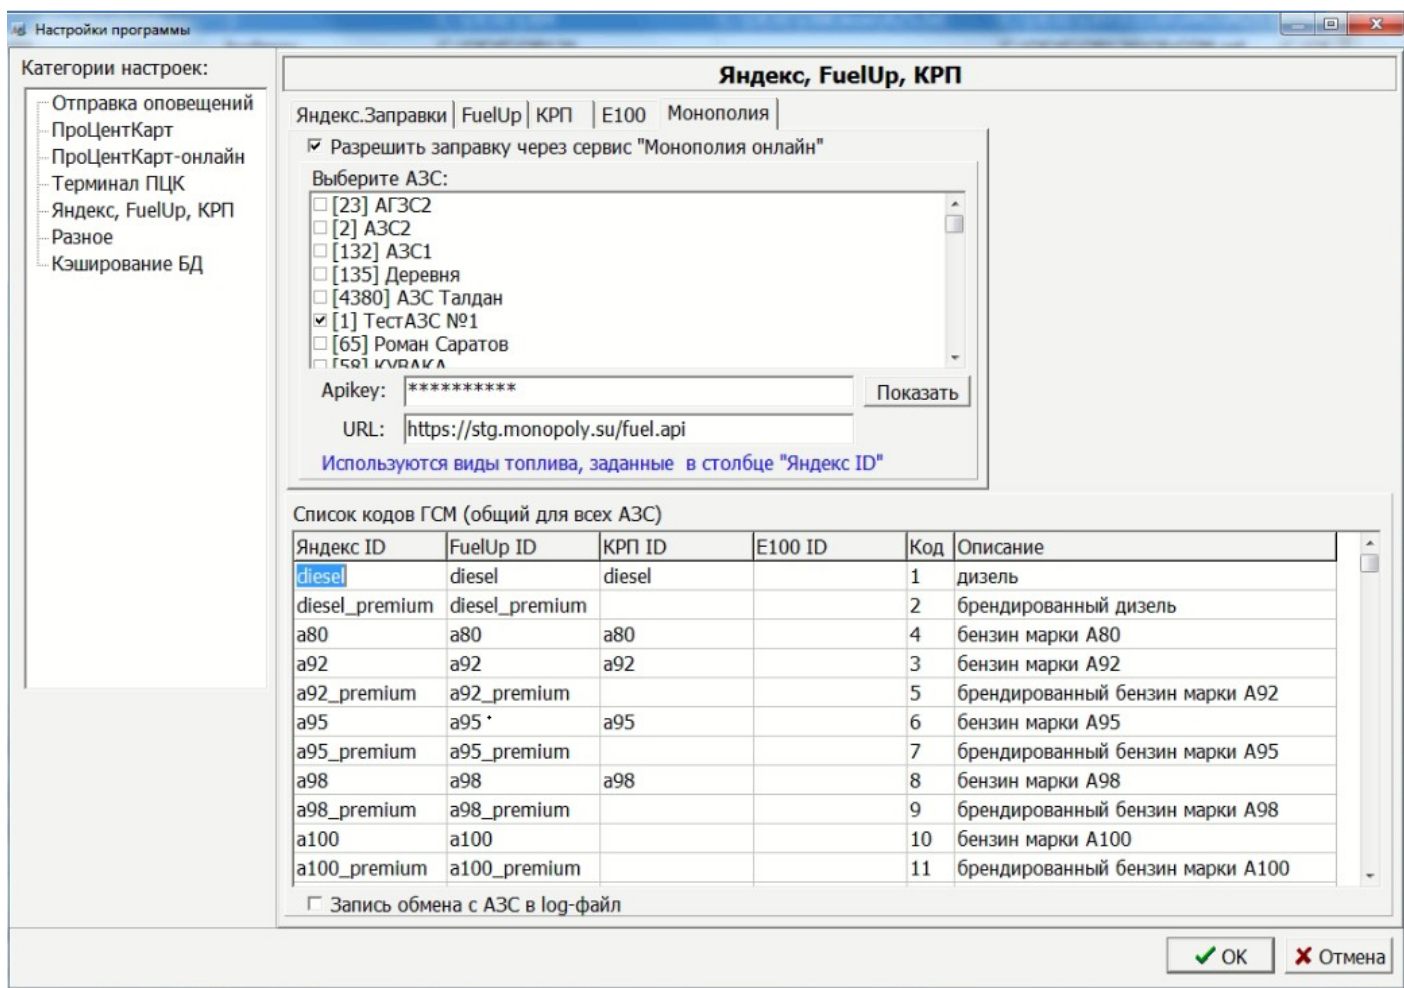 Настройки программы
Категории настроек:
Отправка оповещений
ПроЦентКарт
ПроЦентКарт-онлайн
Терминал ПЦК
Яндекс, FuelUp, КРП
Разное
Кэширование БД
Яндекс, FuelUp, КРП
Яндекс.Заправки FuelUp КРП E100 Монополия
Разрешить заправку через сервис "Монополия онлайн"
Выберите АЗС:
[23] АГЗС2
[2] АЗС2
[132] АЗС1
[135] Деревня
[4380] АЗС Талдан
[1] ТестАЗС №1
[65] Роман Саратов
[58] КУВАКА
Apikey: ********** Показать
URL: https://stg.monopoly.su/fuel.api
Используются виды топлива, заданные в столбце "Яндекс ID"
Список кодов ГСМ (общий для всех АЗС)
Яндекс ID FuelUp ID КРП ID E100 ID Код Описание
diesel diesel diesel 1 дизель
diesel_premium diesel_premium 2 брендированный дизель
a80 a80 a80 4 бензин марки А80
a92 a92 a92 3 бензин марки А92
a92_premium a92_premium 5 брендированный бензин марки А92
a95 a95 a95 6 бензин марки А95
a95_premium a95_premium 7 брендированный бензин марки А95
a98 a98 a98 8 бензин марки А98
a98_premium a98_premium 9 брендированный бензин марки А98
a100 a100 10 бензин марки А100
a100_premium a100_premium 11 брендированный бензин марки А100
Запись обмена с АЗС в log-файл
OK Отмена